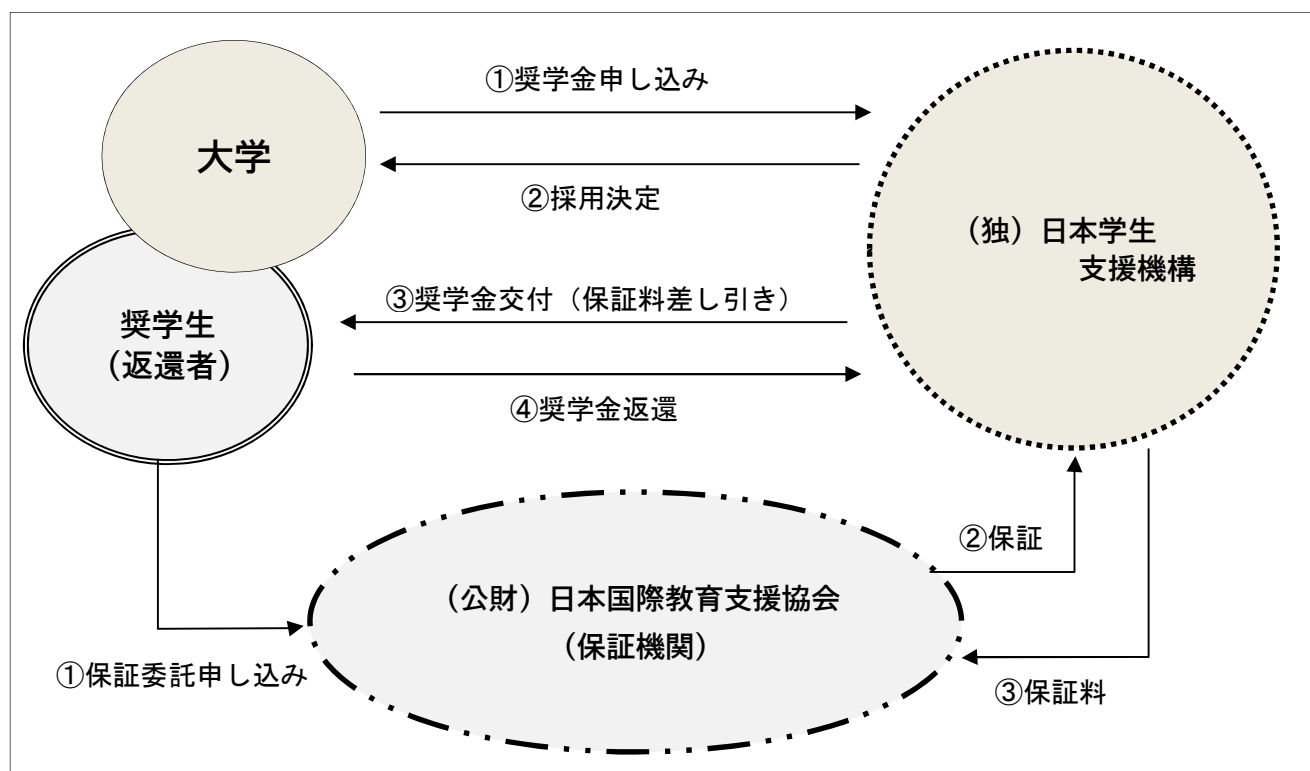 ①奨学金申し込み
大学
②採用決定
（独）日本学生
支援機構
③奨学金交付（保証料差し引き）
奨学生
（返還者）
④奨学金返還
②保証
（公財）日本国際教育支援協会
（保証機関）
①保証委託申し込み
③保証料